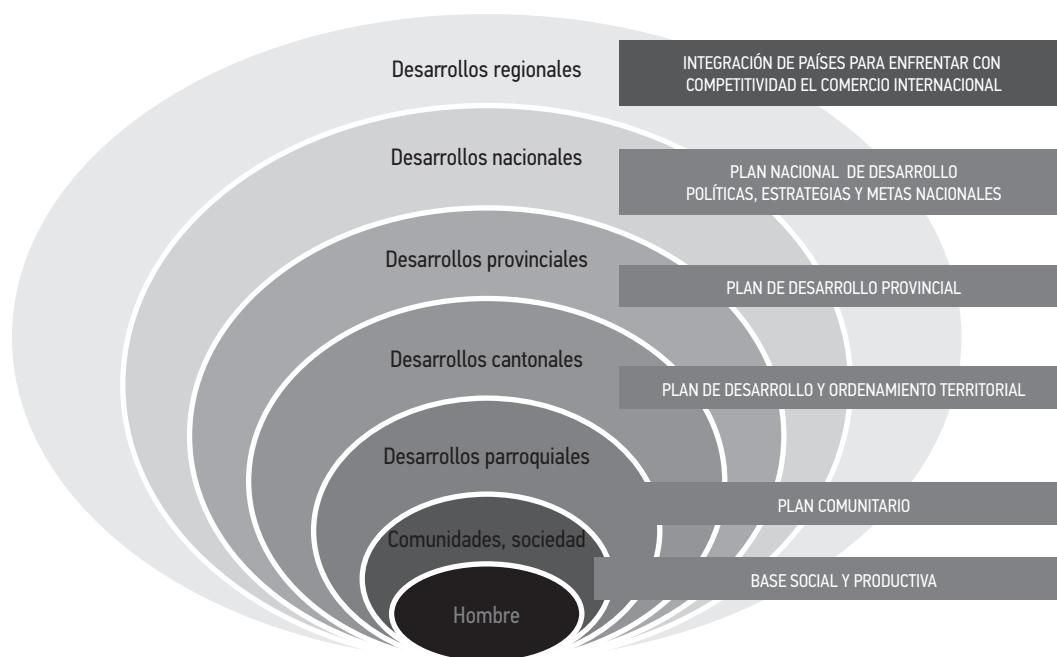 Desarrollos regionales
INTEGRACIÓN DE PAÍSES PARA ENFRENTAR CON
COMPETITIVIDAD EL COMERCIO INTERNACIONAL
Desarrollos nacionales
PLAN NACIONAL DE DESARROLLO
POLÍTICAS, ESTRATEGIAS Y METAS NACIONALES
Desarrollos provinciales
PLAN DE DESARROLLO PROVINCIAL
Desarrollos cantonales
PLAN DE DESARROLLO Y ORDENAMIENTO TERRITORIAL
Desarrollos parroquiales
PLAN COMUNITARIO
Comunidades, sociedad
BASE SOCIAL Y PRODUCTIVA
Hombre